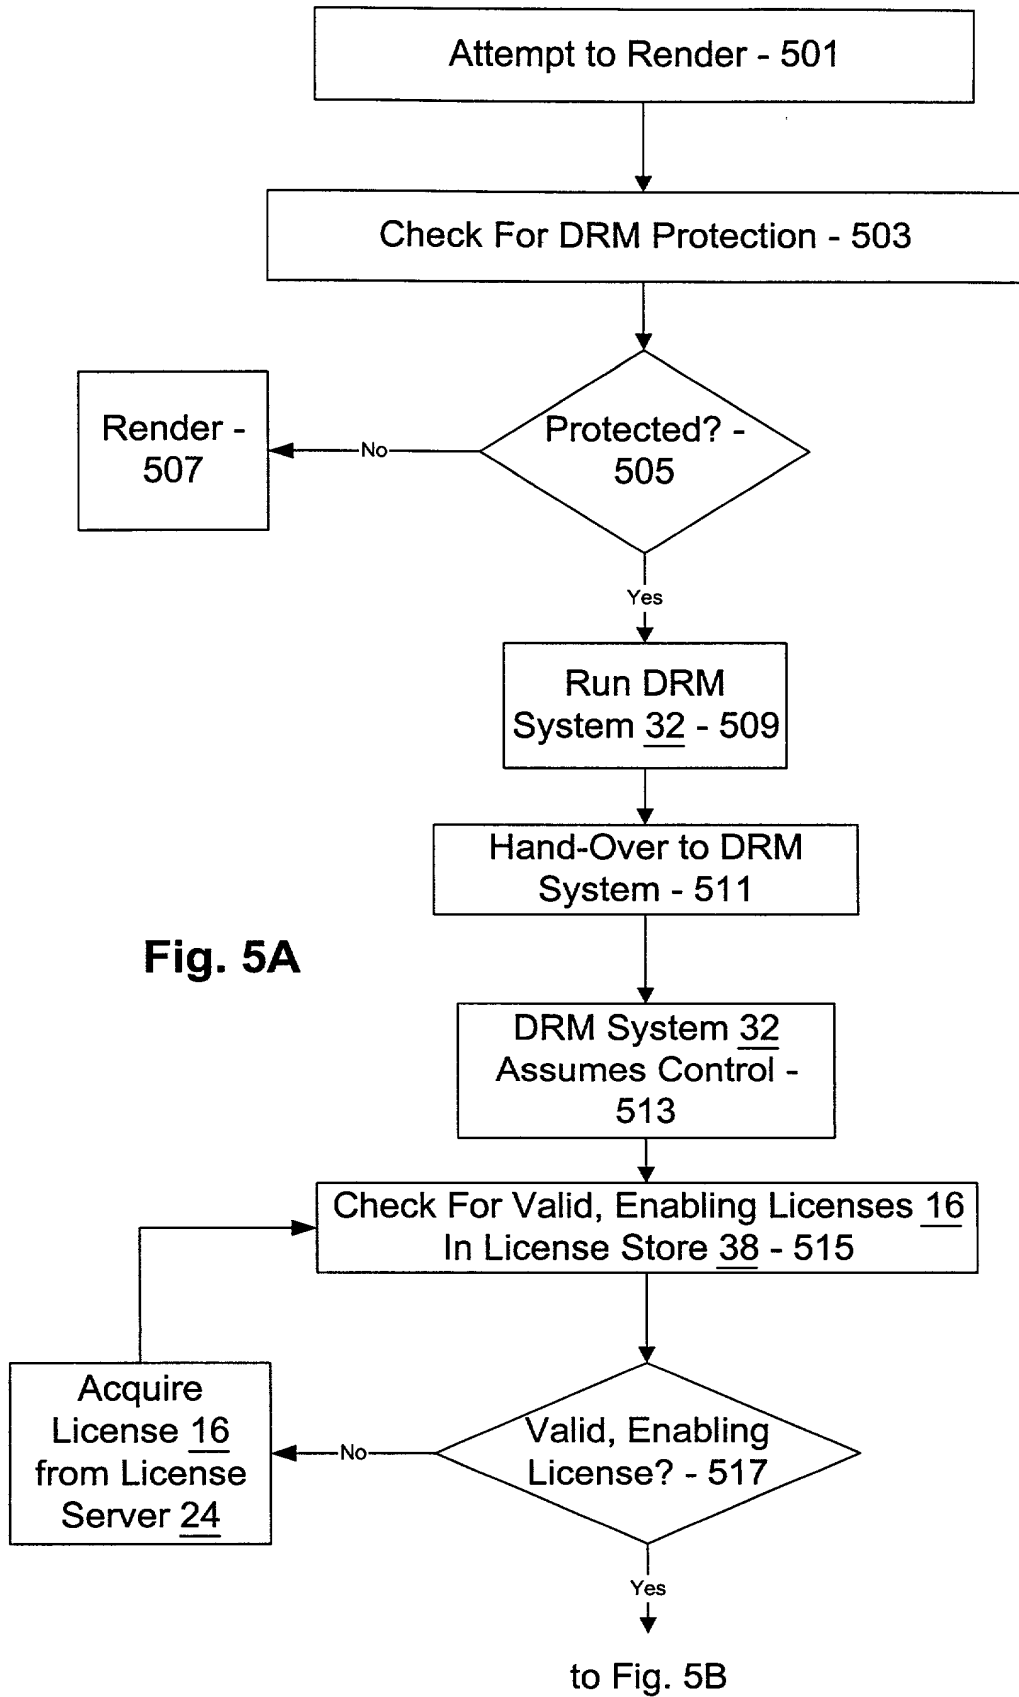 Attempt to Render - 501
Check For DRM Protection - 503
Protected? -
505
No
Render -
507
Yes
Run DRM
System 32 - 509
Hand-Over to DRM
System - 511
Fig. 5A
DRM System 32
Assumes Control -
513
Check For Valid, Enabling Licenses 16
In License Store 38 - 515
Valid, Enabling
License? - 517
No
Acquire
License 16
from License
Server 24
Yes
to Fig. 5B